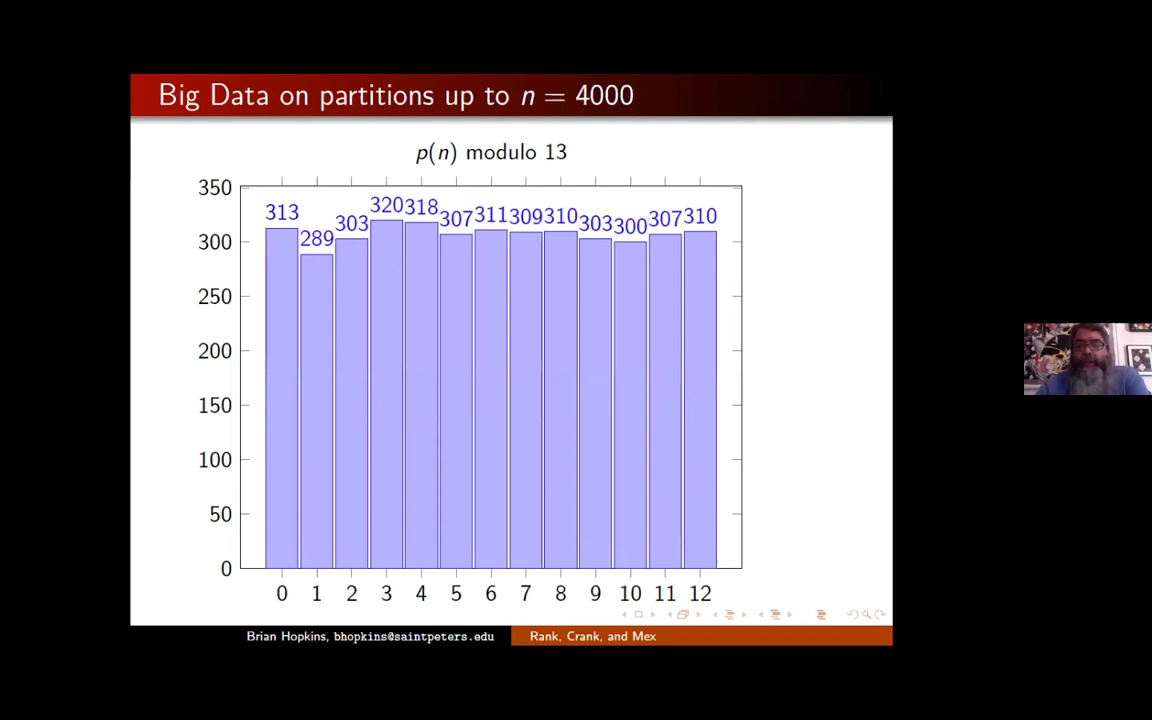 Big Data on partitions up to n = 4000
p(n) modulo 13
350
300
250
200
150
100
50
0
313 289 303 320 318 307 311 309 310 303 300 307 310
0 1 2 3 4 5 6 7 8 9 10 11 12
Brian Hopkins, bhopkins@saintpeters.edu Rank, Crank, and Mex